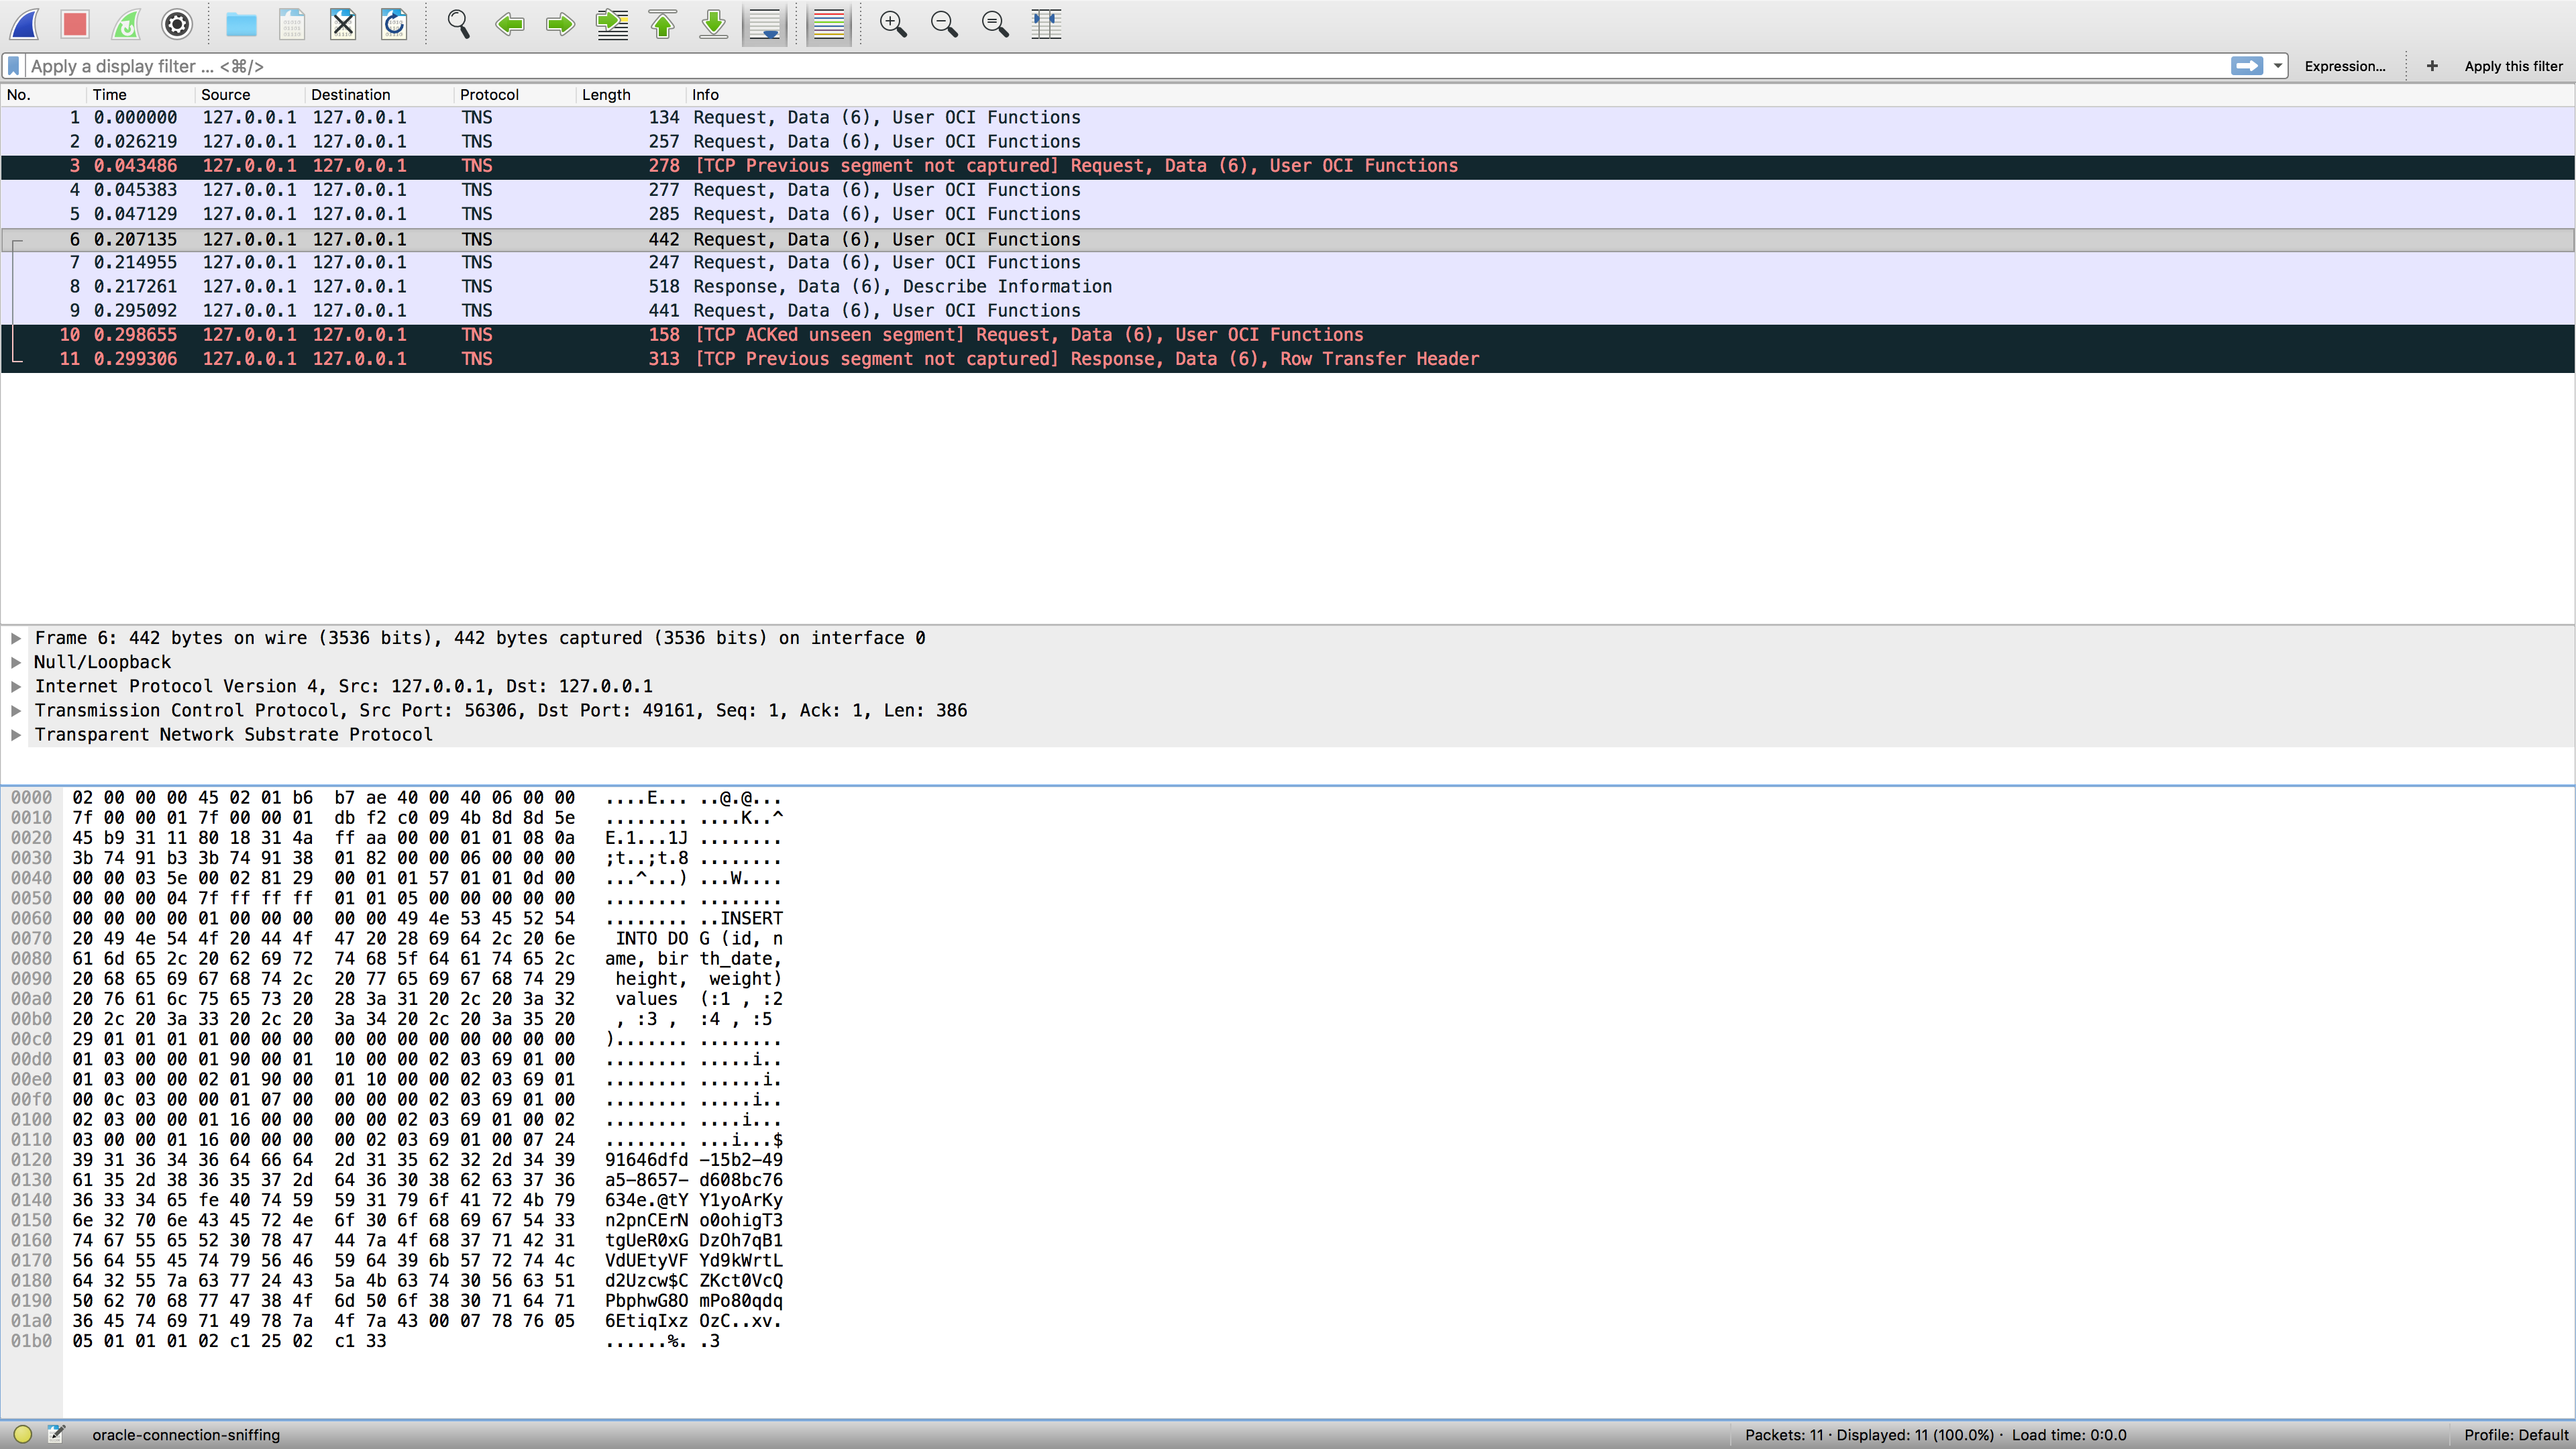 Apply a display filter ... <⌘/>
Expression...
+
Apply this filter
No. Time Source Destination Protocol Length Info
1 0.000000 127.0.0.1 127.0.0.1 TNS 134 Request, Data (6), User OCI Functions
2 0.026219 127.0.0.1 127.0.0.1 TNS 257 Request, Data (6), User OCI Functions
3 0.043486 127.0.0.1 127.0.0.1 TNS 278 [TCP Previous segment not captured] Request, Data (6), User OCI Functions
4 0.045383 127.0.0.1 127.0.0.1 TNS 277 Request, Data (6), User OCI Functions
5 0.047129 127.0.0.1 127.0.0.1 TNS 285 Request, Data (6), User OCI Functions
6 0.207135 127.0.0.1 127.0.0.1 TNS 442 Request, Data (6), User OCI Functions
7 0.214955 127.0.0.1 127.0.0.1 TNS 247 Request, Data (6), User OCI Functions
8 0.217261 127.0.0.1 127.0.0.1 TNS 518 Response, Data (6), Describe Information
9 0.295092 127.0.0.1 127.0.0.1 TNS 441 Request, Data (6), User OCI Functions
10 0.298655 127.0.0.1 127.0.0.1 TNS 158 [TCP ACKed unseen segment] Request, Data (6), User OCI Functions
11 0.299306 127.0.0.1 127.0.0.1 TNS 313 [TCP Previous segment not captured] Response, Data (6), Row Transfer Header
Frame 6: 442 bytes on wire (3536 bits), 442 bytes captured (3536 bits) on interface 0
Null/Loopback
Internet Protocol Version 4, Src: 127.0.0.1, Dst: 127.0.0.1
Transmission Control Protocol, Src Port: 56306, Dst Port: 49161, Seq: 1, Ack: 1, Len: 386
Transparent Network Substrate Protocol
0000 02 00 00 00 45 02 01 b6 b7 ae 40 00 40 06 00 00 ....E... ..@.@...
0010 7f 00 00 01 7f 00 00 01 db f2 c0 09 4b 8d 8d 5e ........ ....K..^
0020 45 b9 31 11 80 18 31 4a ff aa 00 00 01 01 08 0a E.1...1J ........
0030 3b 74 91 b3 3b 74 91 38 01 82 00 00 06 00 00 00 ;t..;t.8 ........
0040 00 00 03 5e 00 02 81 29 00 01 01 57 01 01 0d 00 ...^...) ...W....
0050 00 00 00 04 7f ff ff ff 01 01 05 00 00 00 00 00 ........ ........
0060 00 00 00 00 01 00 00 00 00 00 49 4e 53 45 52 54 ........ ..INSERT
0070 20 49 4e 54 4f 20 44 4f 47 20 28 69 64 2c 20 6e  INTO DO G (id, n
0080 61 6d 65 2c 20 62 69 72 74 68 5f 64 61 74 65 2c ame, bir th_date,
0090 20 68 65 69 67 68 74 2c 20 77 65 69 67 68 74 29  height,  weight)
00a0 20 76 61 6c 75 65 73 20 28 3a 31 20 2c 20 3a 32  values  (:1 , :2
00b0 20 2c 20 3a 33 20 2c 20 3a 34 20 2c 20 3a 35 20  , :3 ,  :4 , :5
00c0 29 01 01 01 01 00 00 00 00 00 00 00 00 00 00 00 )....... ........
00d0 01 03 00 00 01 90 00 01 10 00 00 02 03 69 01 00 ........ .....i..
00e0 01 03 00 00 02 01 90 00 01 10 00 00 02 03 69 01 ........ ......i.
00f0 00 0c 03 00 00 01 07 00 00 00 00 02 03 69 01 00 ........ .....i..
0100 02 03 00 00 01 16 00 00 00 00 02 03 69 01 00 02 ........ ....i...
0110 03 00 00 01 16 00 00 00 00 02 03 69 01 00 07 24 ........ ...i...$
0120 39 31 36 34 36 64 66 64 2d 31 35 62 32 2d 34 39 91646dfd -15b2-49
0130 61 35 2d 38 36 35 37 2d 64 36 30 38 62 63 37 36 a5-8657- d608bc76
0140 36 33 34 65 fe 40 74 59 59 31 79 6f 41 72 4b 79 634e.@tY Y1yoArKy
0150 6e 32 70 6e 43 45 72 4e 6f 30 6f 68 69 67 54 33 n2pnCErN o0ohigT3
0160 74 67 55 65 52 30 78 47 44 7a 4f 68 37 71 42 31 tgUeR0xG DzOh7qB1
0170 56 64 55 45 74 79 56 46 59 64 39 6b 57 72 74 4c VdUEtyVF Yd9kWrtL
0180 64 32 55 7a 63 77 24 43 5a 4b 63 74 30 56 63 51 d2Uzcw$C ZKct0VcQ
0190 50 62 70 68 77 47 38 4f 6d 50 6f 38 30 71 64 71 PbphwG8O mPo80qdq
01a0 36 45 74 69 71 49 78 7a 4f 7a 43 00 07 78 76 05 6EtiqIxz OzC..xv.
01b0 05 01 01 01 02 c1 25 02 c1 33 ......%. .3
oracle-connection-sniffing
Packets: 11 · Displayed: 11 (100.0%) · Load time: 0:0.0
Profile: Default